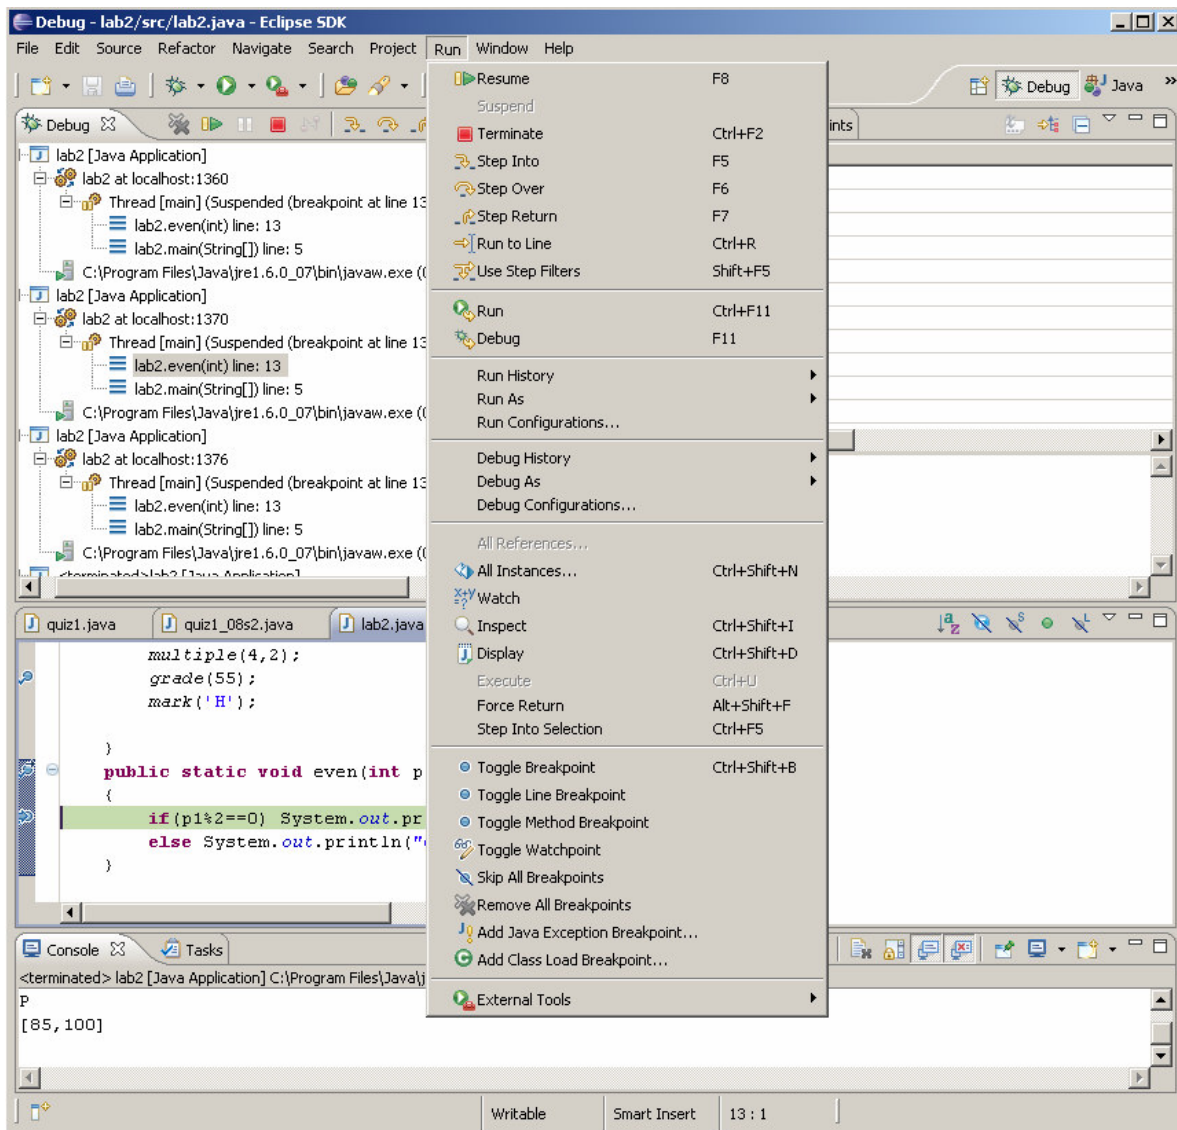 Debug - lab2/src/lab2.java - Eclipse SDK
File Edit Source Refactor Navigate Search Project Run Window Help
Debug Java »
Debug
ints
lab2 [Java Application]
lab2 at localhost:1360
Thread [main] (Suspended (breakpoint at line 13
lab2.even(int) line: 13
lab2.main(String[]) line: 5
C:\Program Files\Java\jre1.6.0_07\bin\javaw.exe (
lab2 [Java Application]
lab2 at localhost:1370
Thread [main] (Suspended (breakpoint at line 13
lab2.even(int) line: 13
lab2.main(String[]) line: 5
C:\Program Files\Java\jre1.6.0_07\bin\javaw.exe (
lab2 [Java Application]
lab2 at localhost:1376
Thread [main] (Suspended (breakpoint at line 13
lab2.even(int) line: 13
lab2.main(String[]) line: 5
C:\Program Files\Java\jre1.6.0_07\bin\javaw.exe (
<terminated>lab2 [Java Application]
Resume F8
Suspend
Terminate Ctrl+F2
Step Into F5
Step Over F6
Step Return F7
Run to Line Ctrl+R
Use Step Filters Shift+F5
Run Ctrl+F11
Debug F11
Run History
Run As
Run Configurations...
Debug History
Debug As
Debug Configurations...
All References...
All Instances... Ctrl+Shift+N
Watch
Inspect Ctrl+Shift+I
Display Ctrl+Shift+D
Execute Ctrl+U
Force Return Alt+Shift+F
Step Into Selection Ctrl+F5
Toggle Breakpoint Ctrl+Shift+B
Toggle Line Breakpoint
Toggle Method Breakpoint
Toggle Watchpoint
Skip All Breakpoints
Remove All Breakpoints
Add Java Exception Breakpoint...
Add Class Load Breakpoint...
External Tools
quiz1.java quiz1_08s2.java lab2.java
multiple(4,2);
grade(55);
mark('H');
}
public static void even(int p
{
if(p1%2==0) System.out.pr
else System.out.println("
}
Console Tasks
<terminated> lab2 [Java Application] C:\Program Files\Java\j
P
[85,100]
Writable Smart Insert 13 : 1